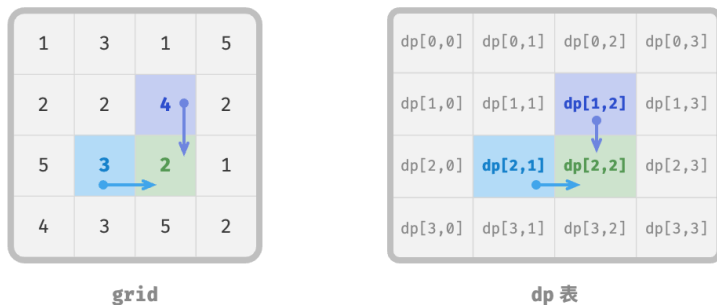 1 3 1 5 dp[0,0] dp[0,1] dp[0,2] dp[0,3]
2 2 4 2 dp[1,0] dp[1,1] dp[1,2] dp[1,3]
5 3 2 1 dp[2,0] dp[2,1] dp[2,2] dp[2,3]
4 3 5 2 dp[3,0] dp[3,1] dp[3,2] dp[3,3]
grid dp 表